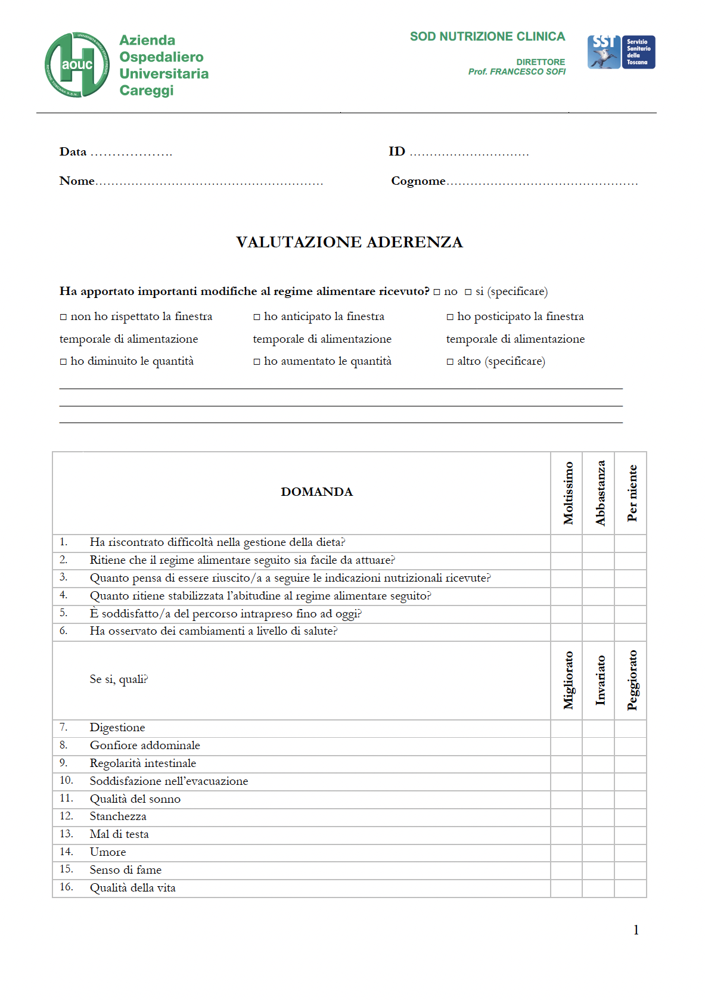 UNIVERSITÀ DEGLI STUDI FIRENZE
aouc
REGIONE TOSCANA S.S.N.
Azienda
Ospedaliero
Universitaria
Careggi
SOD NUTRIZIONE CLINICA
DIRETTORE
Prof. FRANCESCO SOFI
SST
Servizio
Sanitario
della
Toscana
Data ……………….
ID …………………………
Nome…………………………………………………
Cognome…………………………………………
VALUTAZIONE ADERENZA
Ha apportato importanti modifiche al regime alimentare ricevuto? □ no □ si (specificare)
□ non ho rispettato la finestra temporale di alimentazione
□ ho anticipato la finestra temporale di alimentazione
□ ho posticipato la finestra temporale di alimentazione
□ ho diminuito le quantità
□ ho aumentato le quantità
□ altro (specificare)
DOMANDA
Moltissimo
Abbastanza
Per niente
1. Ha riscontrato difficoltà nella gestione della dieta?
2. Ritiene che il regime alimentare seguito sia facile da attuare?
3. Quanto pensa di essere riuscito/a a seguire le indicazioni nutrizionali ricevute?
4. Quanto ritiene stabilizzata l’abitudine al regime alimentare seguito?
5. È soddisfatto/a del percorso intrapreso fino ad oggi?
6. Ha osservato dei cambiamenti a livello di salute?
Se si, quali?
Migliorato
Invariato
Peggiorato
7. Digestione
8. Gonfiore addominale
9. Regolarità intestinale
10. Soddisfazione nell’evacuazione
11. Qualità del sonno
12. Stanchezza
13. Mal di testa
14. Umore
15. Senso di fame
16. Qualità della vita
1